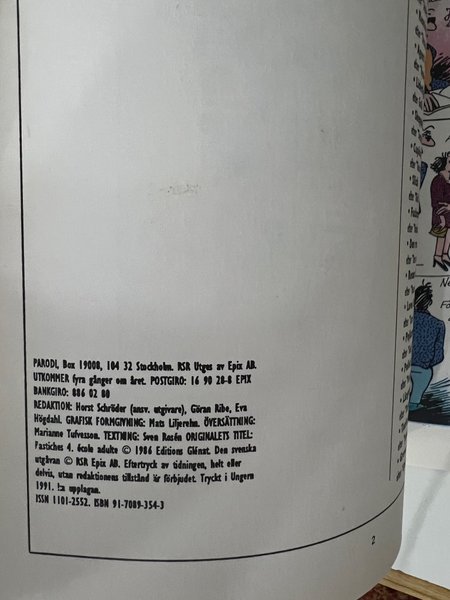 PARODI, Box 19008, 104 32 Stockholm. RSR Utges av Epix AB.
UTKOMMER fyra gånger om året. POSTGIRO: 16 90 28-8 EPIX
BANKGIRO: 886 02 80
REDAKTION: Horst Schröder (ansv. utgivare), Göran Ribe, Eva
Högdahl. GRAFISK FORMGIVNING: Mats Liljerehn. ÖVERSÄTTNING:
Marianne Tufvesson. TEXTNING: Sven Rosén ORIGINALETS TITEL:
Pastiches 4. école adulte © 1986 Editions Glénat. Den svenska
utgåvan © RSR Epix AB. Eftertryck av tidningen, helt eller
delvis, utan redaktionens tillstånd är förbjudet. Tryckt i Ungern
1991. 1:a upplagan.
ISSN 1101-2552. ISBN 91-7089-354-3
2